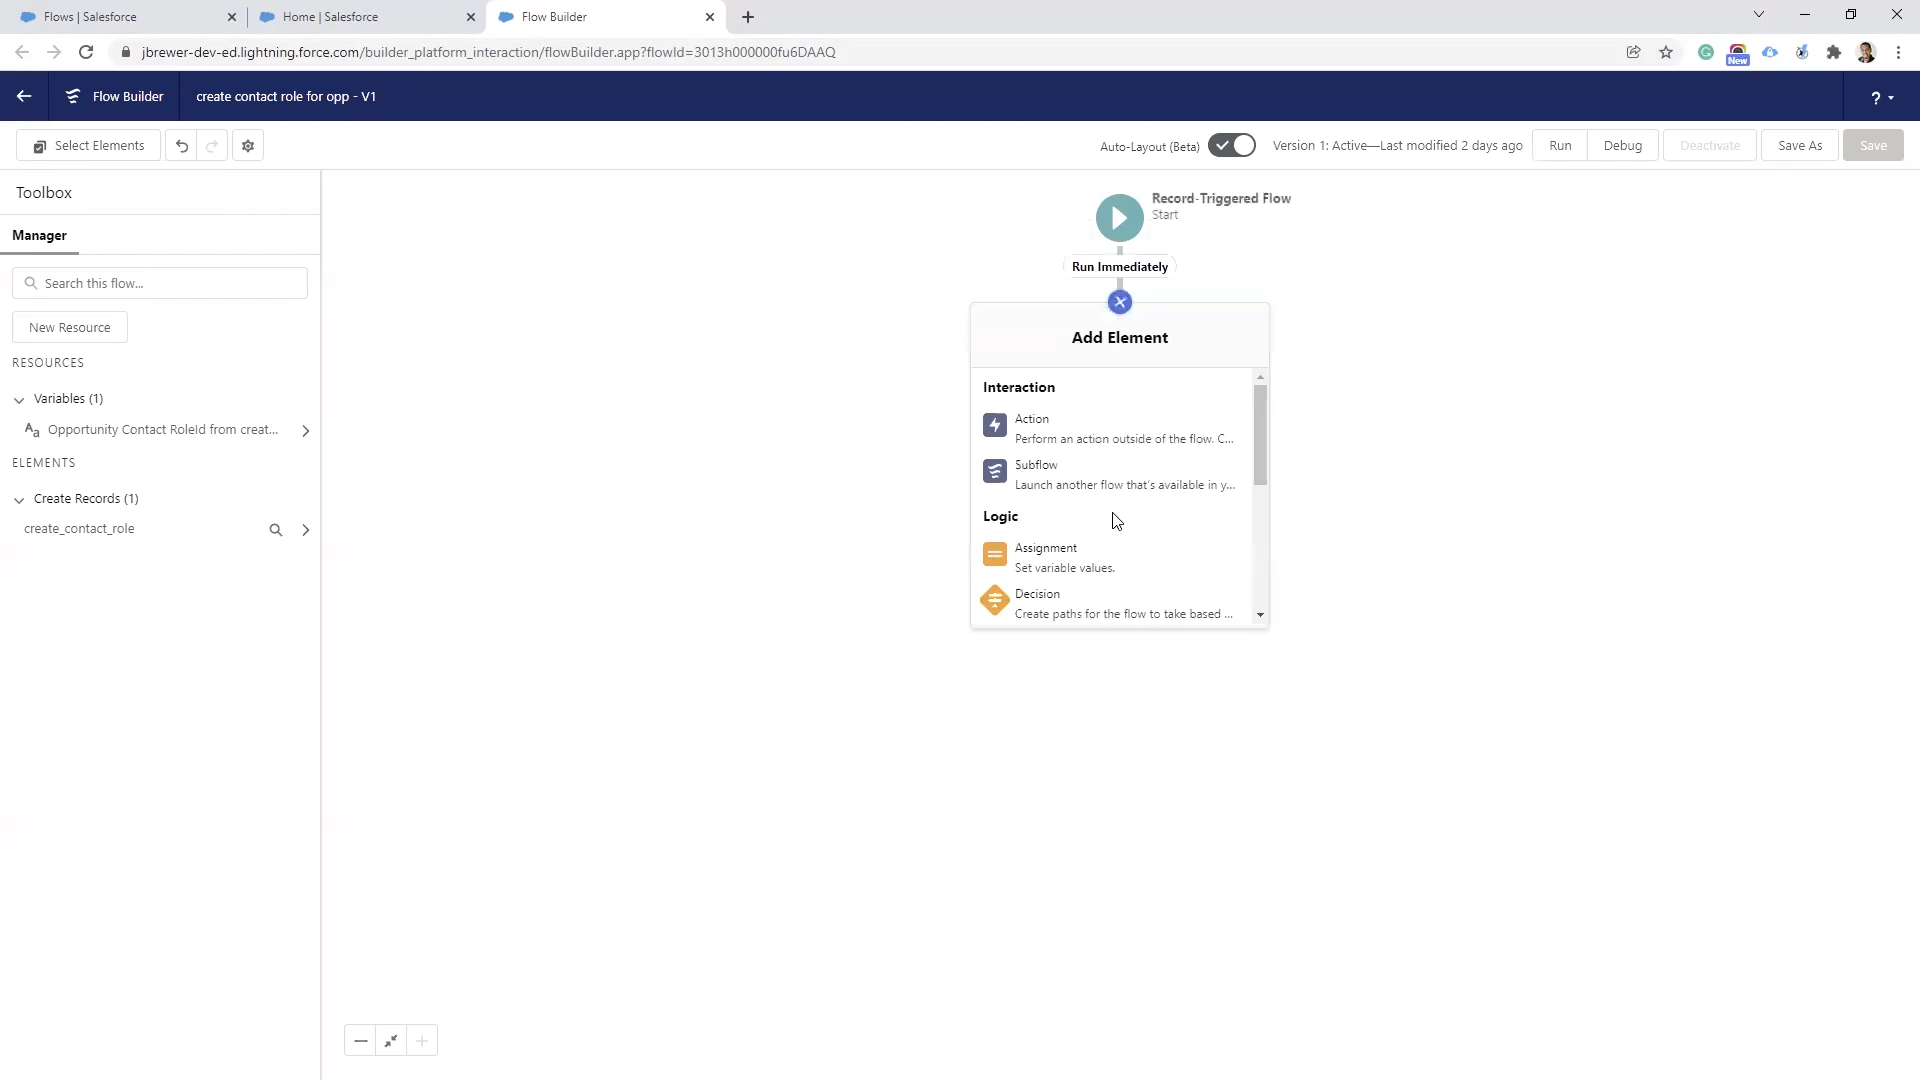 Flows | Salesforce
Home | Salesforce
Flow Builder
jbrewer-dev-ed.lightning.force.com/builder_platform_interaction/flowBuilder.app?flowId=3013h000000fu6DAAQ
New
Flow Builder
create contact role for opp - V1
?
Select Elements
Auto-Layout (Beta)
Version 1: Active—Last modified 2 days ago
Run
Debug
Deactivate
Save As
Save
Toolbox
Manager
Search this flow...
New Resource
RESOURCES
Variables (1)
Aa Opportunity Contact RoleId from creat...
ELEMENTS
Create Records (1)
create_contact_role
Record-Triggered Flow
Start
Run Immediately
Add Element
Interaction
Action
Perform an action outside of the flow. C...
Subflow
Launch another flow that's available in y...
Logic
Assignment
Set variable values.
Decision
Create paths for the flow to take based ...